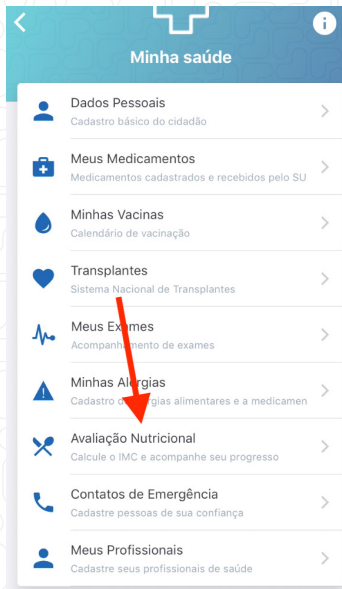 Minha saúde
Dados Pessoais
Cadastro básico do cidadão
Meus Medicamentos
Medicamentos cadastrados e recebidos pelo SU
Minhas Vacinas
Calendário de vacinação
Transplantes
Sistema Nacional de Transplantes
Meus Exames
Acompanhamento de exames
Minhas Alergias
Cadastro de alergias alimentares e a medicamen
Avaliação Nutricional
Calcule o IMC e acompanhe seu progresso
Contatos de Emergência
Cadastre pessoas de sua confiança
Meus Profissionais
Cadastre seus profissionais de saúde